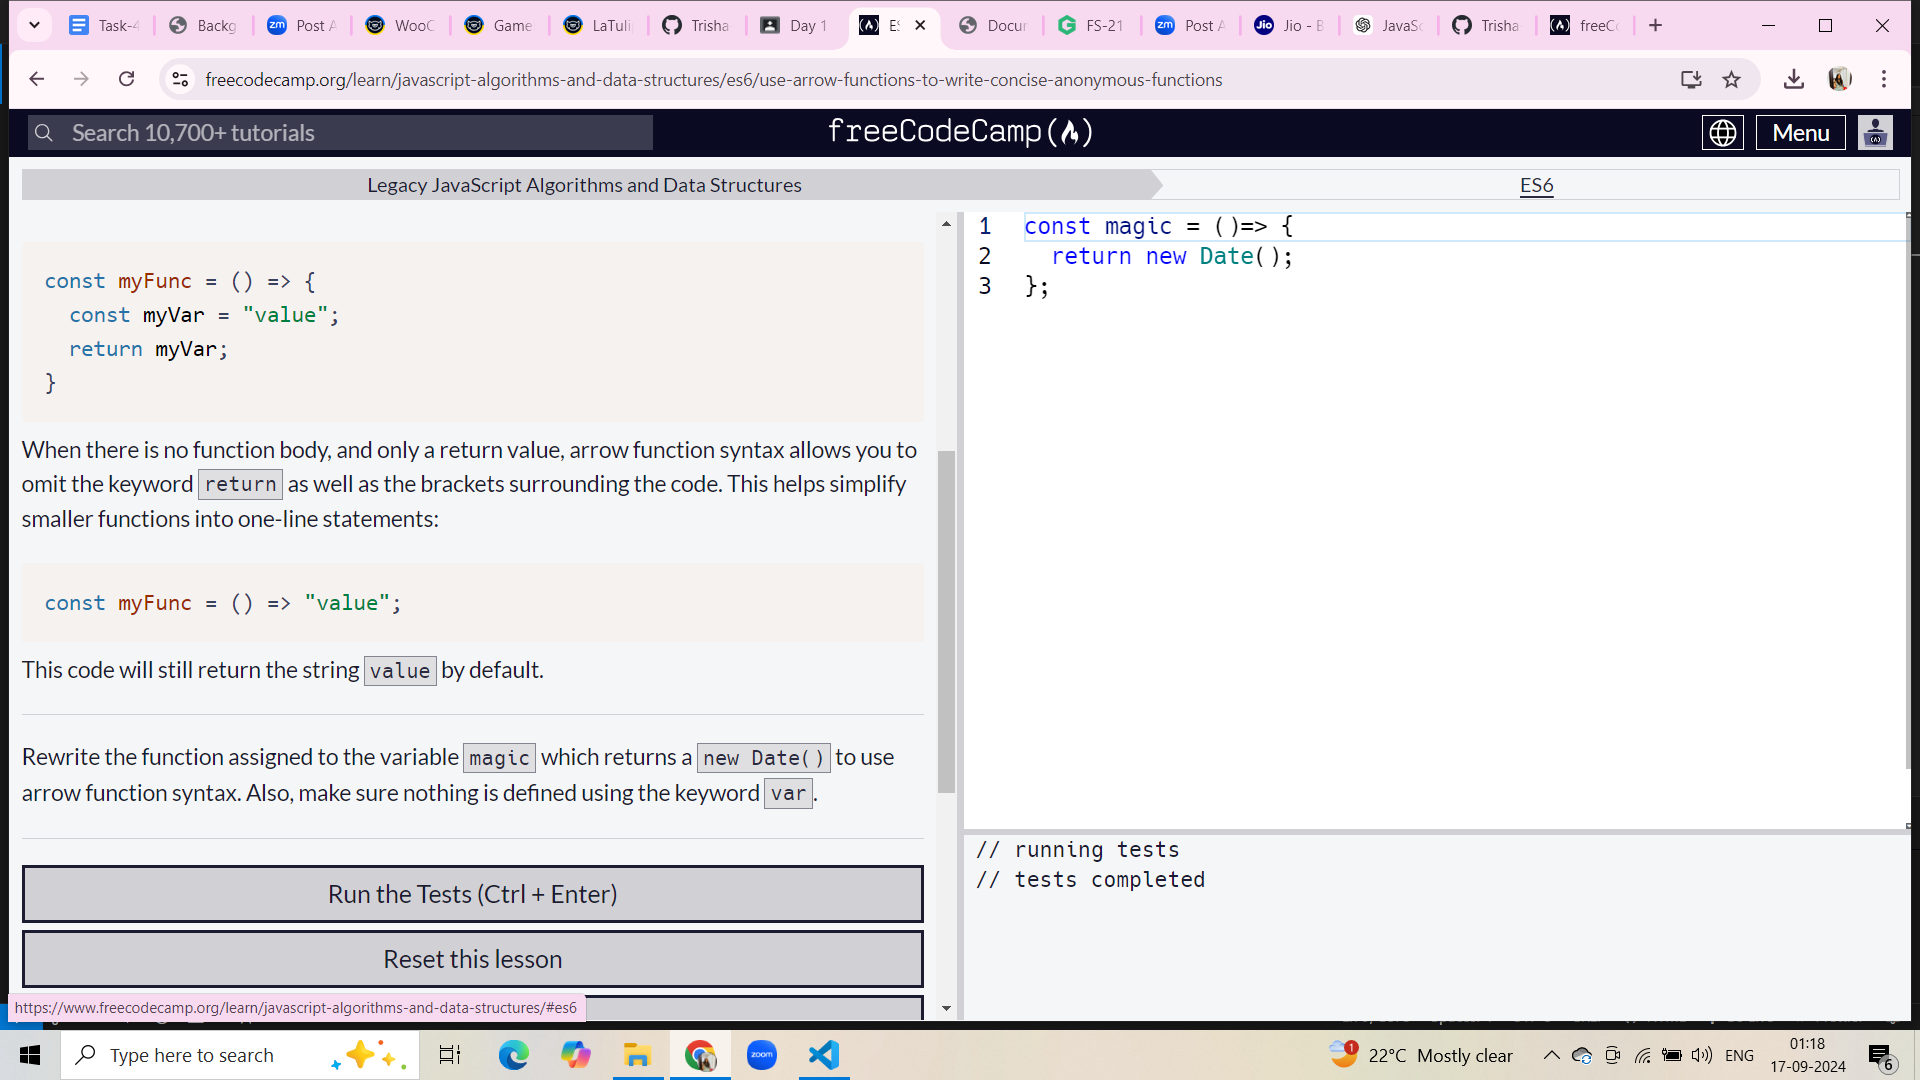 Task-4
Backg
Post A
WooC
Game
LaTulip
Trisha
Day 1
ES
Docur
FS-21
Post A
Jio - B
JavaSc
Trisha
freeCo
freecodecamp.org/learn/javascript-algorithms-and-data-structures/es6/use-arrow-functions-to-write-concise-anonymous-functions
Search 10,700+ tutorials
freeCodeCamp
Menu
Legacy JavaScript Algorithms and Data Structures
ES6
const myFunc = () => {
  const myVar = "value";
  return myVar;
}
When there is no function body, and only a return value, arrow function syntax allows you to
omit the keyword return as well as the brackets surrounding the code. This helps simplify
smaller functions into one-line statements:
const myFunc = () => "value";
This code will still return the string value by default.
Rewrite the function assigned to the variable magic which returns a new Date() to use
arrow function syntax. Also, make sure nothing is defined using the keyword var.
Run the Tests (Ctrl + Enter)
Reset this lesson
1 const magic = ()=> {
2   return new Date();
3 };
// running tests
// tests completed
https://www.freecodecamp.org/learn/javascript-algorithms-and-data-structures/#es6
Type here to search
zoom
1
22°C Mostly clear
ENG
01:18
17-09-2024
6